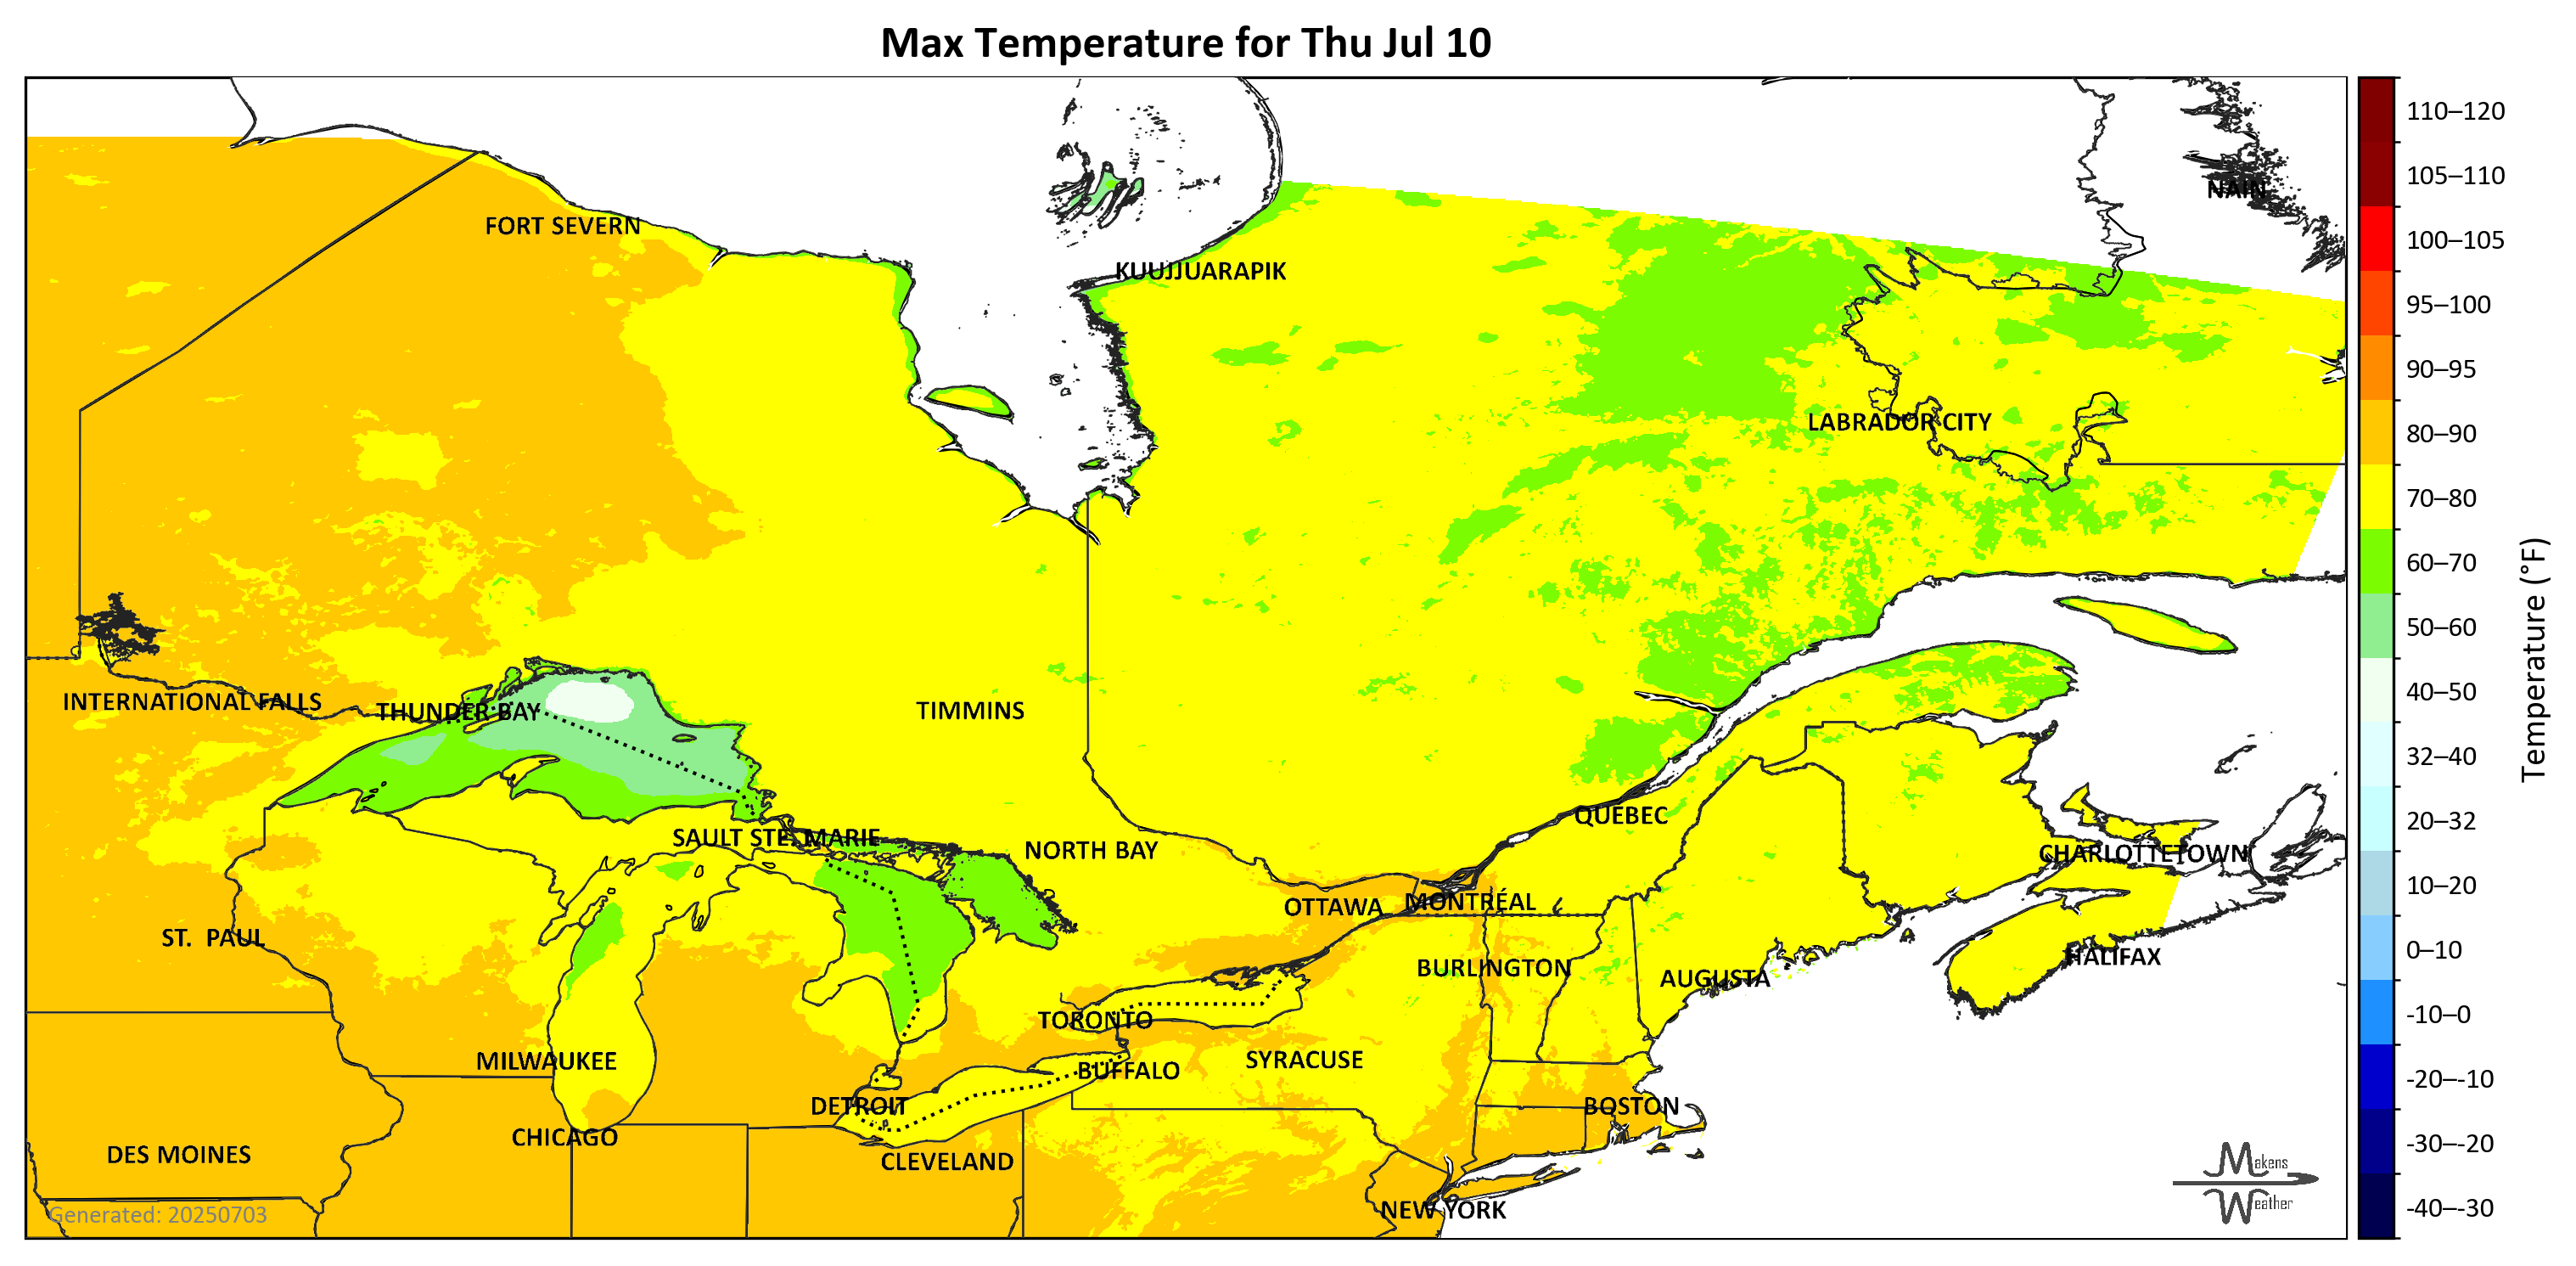 Max Temperature for Thu Jul 10
NAIN
FORT SEVERN
KUUJJUARAPIK
LABRADOR CITY
INTERNATIONAL FALLS
THUNDER BAY
TIMMINS
QUEBEC
SAULT STE. MARIE
NORTH BAY
CHARLOTTETOWN
OTTAWA
MONTRÉAL
ST. PAUL
HALIFAX
BURLINGTON
AUGUSTA
TORONTO
MILWAUKEE
SYRACUSE
BUFFALO
DETROIT
BOSTON
CHICAGO
DES MOINES
CLEVELAND
NEW YORK
Generated: 20250703
Makens
Weather
110–120
105–110
100–105
95–100
90–95
80–90
70–80
60–70
50–60
40–50
32–40
20–32
10–20
0–10
-10–0
-20–-10
-30–-20
-40–-30
Temperature (°F)